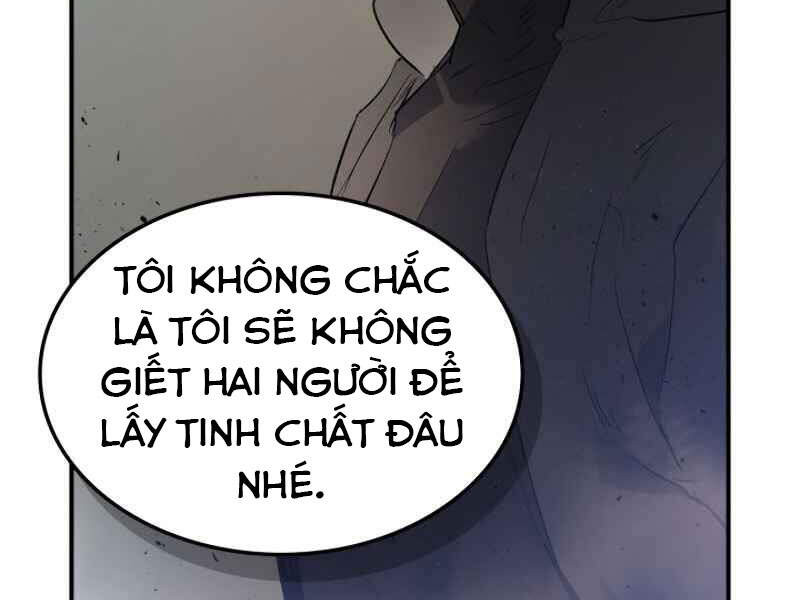 TÔI KHÔNG CHẮC
LÀ TÔI SẼ KHÔNG
GIẾT HAI NGƯỜI ĐỂ
LẤY TINH CHẤT ĐÂU
NHÉ.